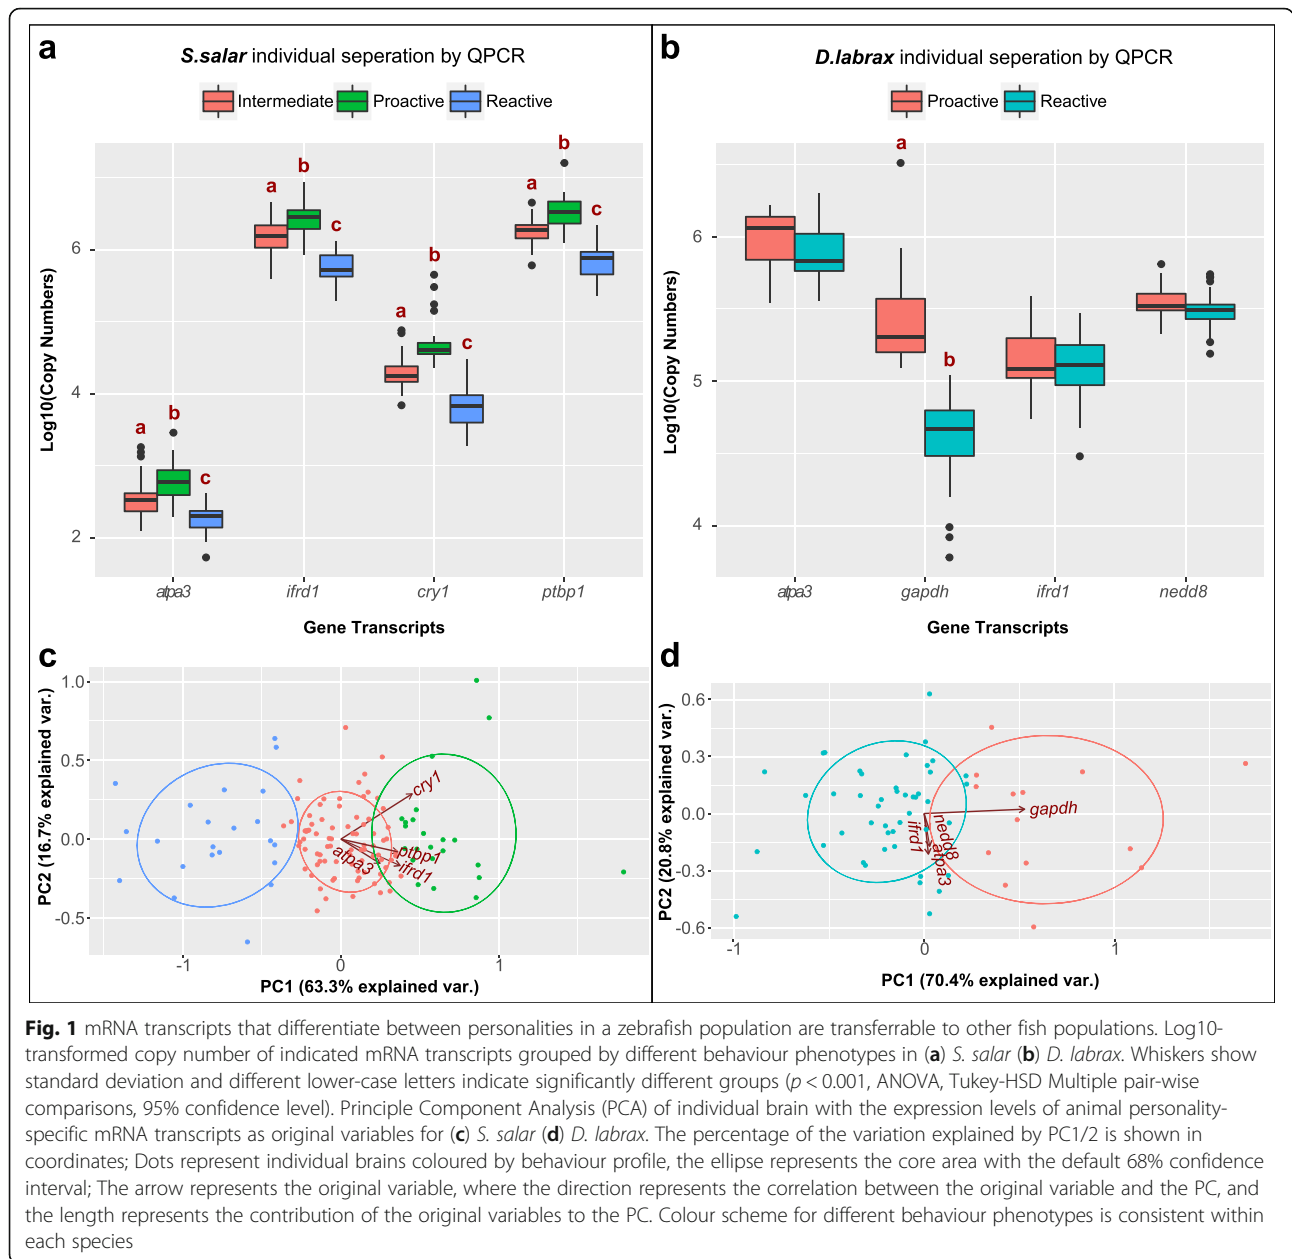 a
S.salar individual seperation by QPCR
Intermediate Proactive Reactive
Log10(Copy Numbers)
6
4
2
a b c
a b c
a b c
a b c
atpa3 ifrd1 cry1 ptbp1
Gene Transcripts
b
D.labrax individual seperation by QPCR
Proactive Reactive
Log10(Copy Numbers)
6
5
4
a
b
atpa3 gapdh ifrd1 nedd8
Gene Transcripts
c
PC2 (16.7% explained var.)
1.0
0.5
0.0
-0.5
cry1
ptbp1
atpa3
ifrd1
-1 0 1
PC1 (63.3% explained var.)
d
PC2 (20.8% explained var.)
0.6
0.3
0.0
-0.3
-0.6
gapdh
nedd8
ifrd1
atpa3
-1 0 1
PC1 (70.4% explained var.)
Fig. 1 mRNA transcripts that differentiate between personalities in a zebrafish population are transferrable to other fish populations. Log10-
transformed copy number of indicated mRNA transcripts grouped by different behaviour phenotypes in (a) S. salar (b) D. labrax. Whiskers show
standard deviation and different lower-case letters indicate significantly different groups (p < 0.001, ANOVA, Tukey-HSD Multiple pair-wise
comparisons, 95% confidence level). Principle Component Analysis (PCA) of individual brain with the expression levels of animal personality-
specific mRNA transcripts as original variables for (c) S. salar (d) D. labrax. The percentage of the variation explained by PC1/2 is shown in
coordinates; Dots represent individual brains coloured by behaviour profile, the ellipse represents the core area with the default 68% confidence
interval; The arrow represents the original variable, where the direction represents the correlation between the original variable and the PC, and
the length represents the contribution of the original variables to the PC. Colour scheme for different behaviour phenotypes is consistent within
each species